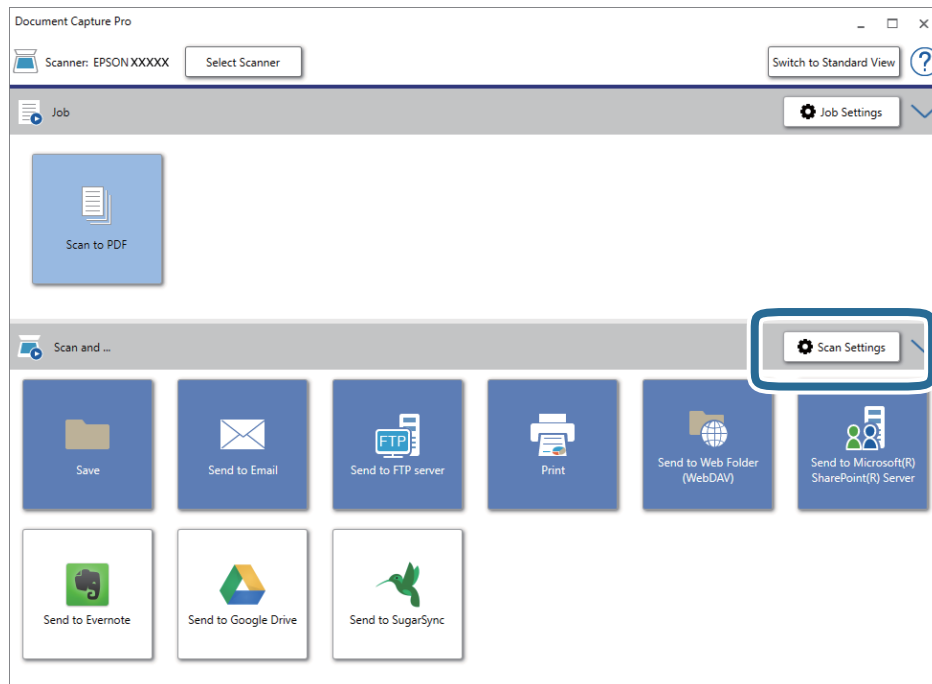 Document Capture Pro
Scanner: EPSON XXXXX
Select Scanner
Switch to Standard View
?
Job
Job Settings
Scan to PDF
Scan and ...
Scan Settings
Save
Send to Email
FTP
Send to FTP server
Print
Send to Web Folder
(WebDAV)
Send to Microsoft(R)
SharePoint(R) Server
Send to Evernote
Send to Google Drive
Send to SugarSync